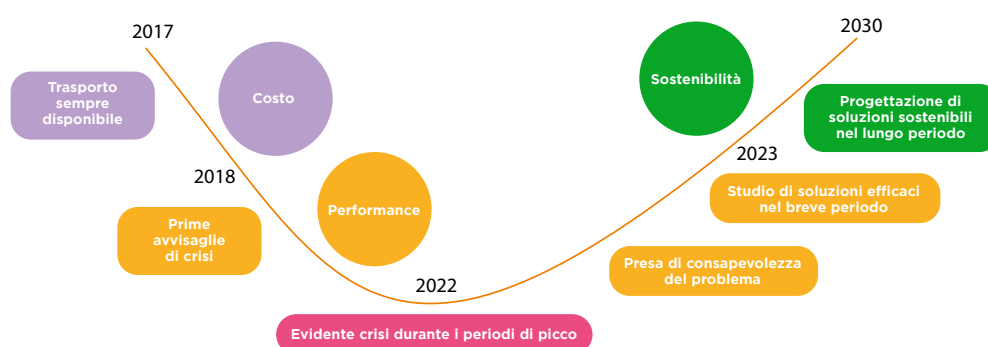 2017
Trasporto
sempre
disponibile
Costo
2018
Prime
avvisaglie
di crisi
Performance
2022
Evidente crisi durante i periodi di picco
Presa di consapevolezza
del problema
Studio di soluzioni efficaci
nel breve periodo
2023
Sostenibilità
Progettazione di
soluzioni sostenibili
nel lungo periodo
2030